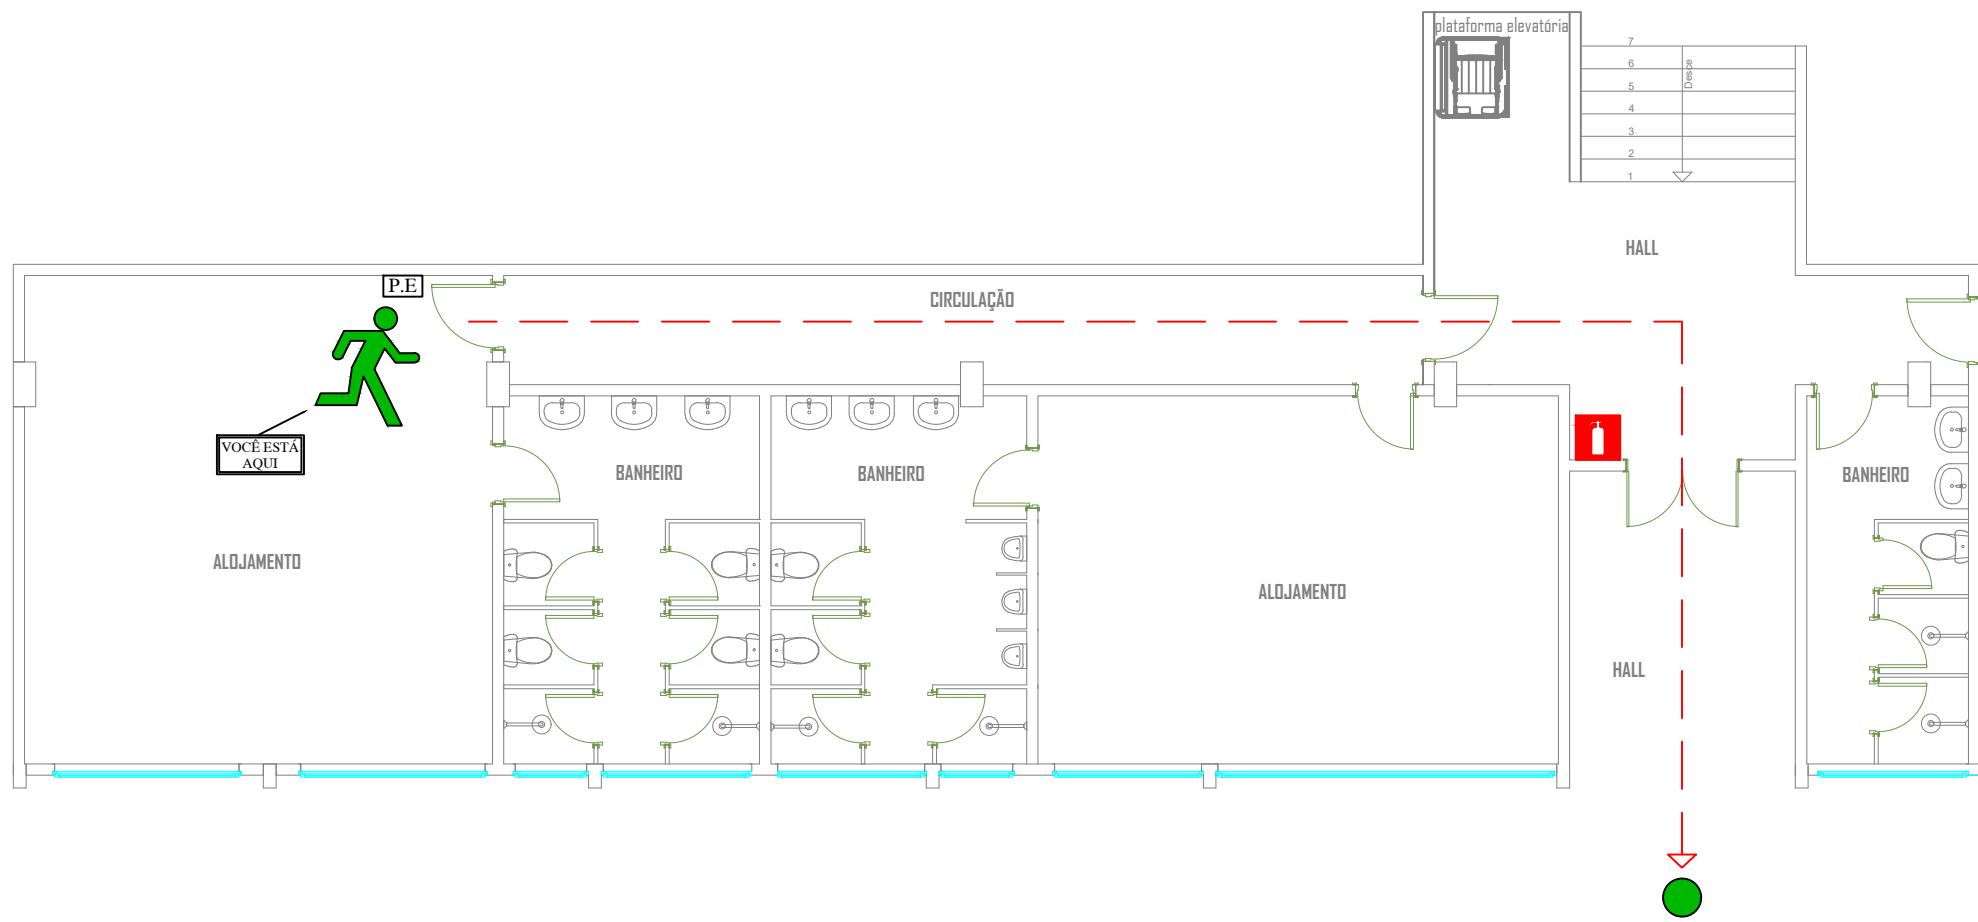 plataforma elevatória
7
6
5
4
3
2
1
Desce
HALL
P.E
CIRCULAÇÃO
VOCÊ ESTÁ
AQUI
BANHEIRO
BANHEIRO
BANHEIRO
ALOJAMENTO
ALOJAMENTO
HALL